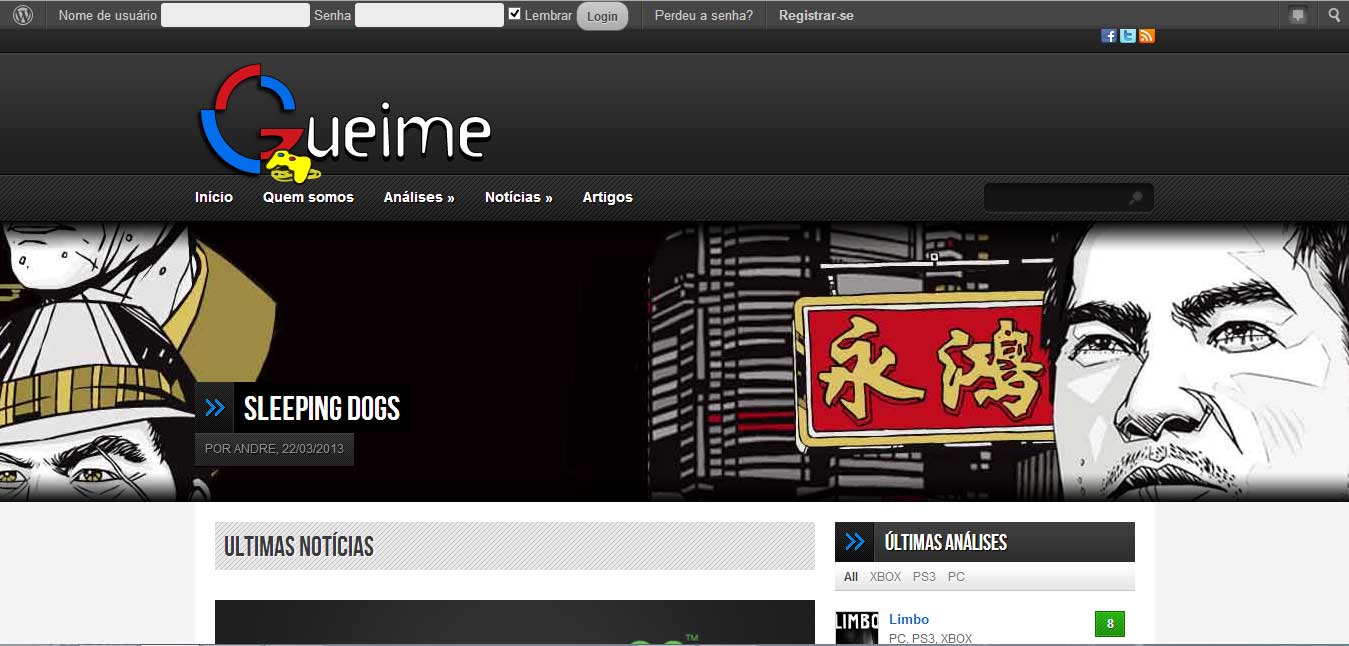 Nome de usuário Senha Lembrar Login Perdeu a senha? Registrar-se
Gueime
Início Quem somos Análises » Notícias » Artigos
永鴻
SLEEPING DOGS
POR ANDRE, 22/03/2013
ULTIMAS NOTÍCIAS
ÚLTIMAS ANÁLISES
All XBOX PS3 PC
LIMBO
Limbo
8
PC, PS3, XBOX
TM